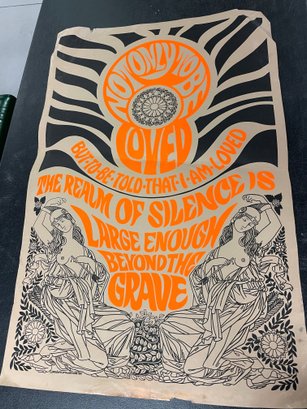 NOT ONLY TO BE
LOVED
BUT·TO·BE·TOLD·THAT·I·AM·LOVED
THE REALM OF SILENCE IS
LARGE ENOUGH
BEYOND THE
GRAVE